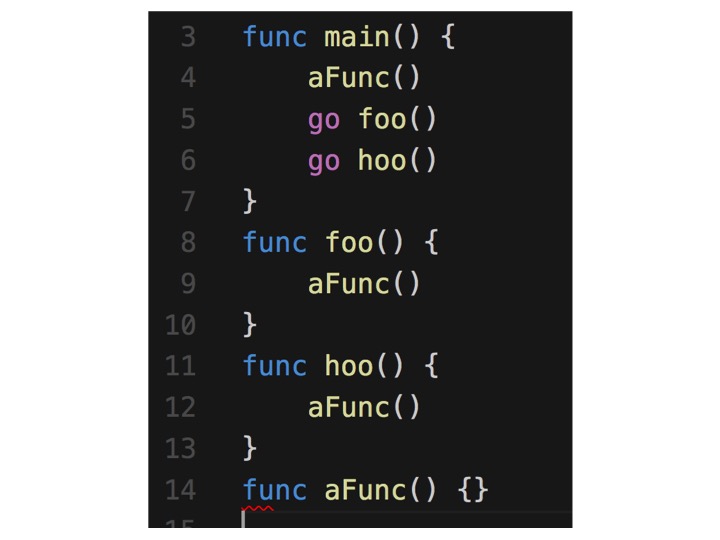 3 func main() {
4 aFunc()
5 go foo()
6 go hoo()
7 }
8 func foo() {
9 aFunc()
10 }
11 func hoo() {
12 aFunc()
13 }
14 func aFunc() {}
15